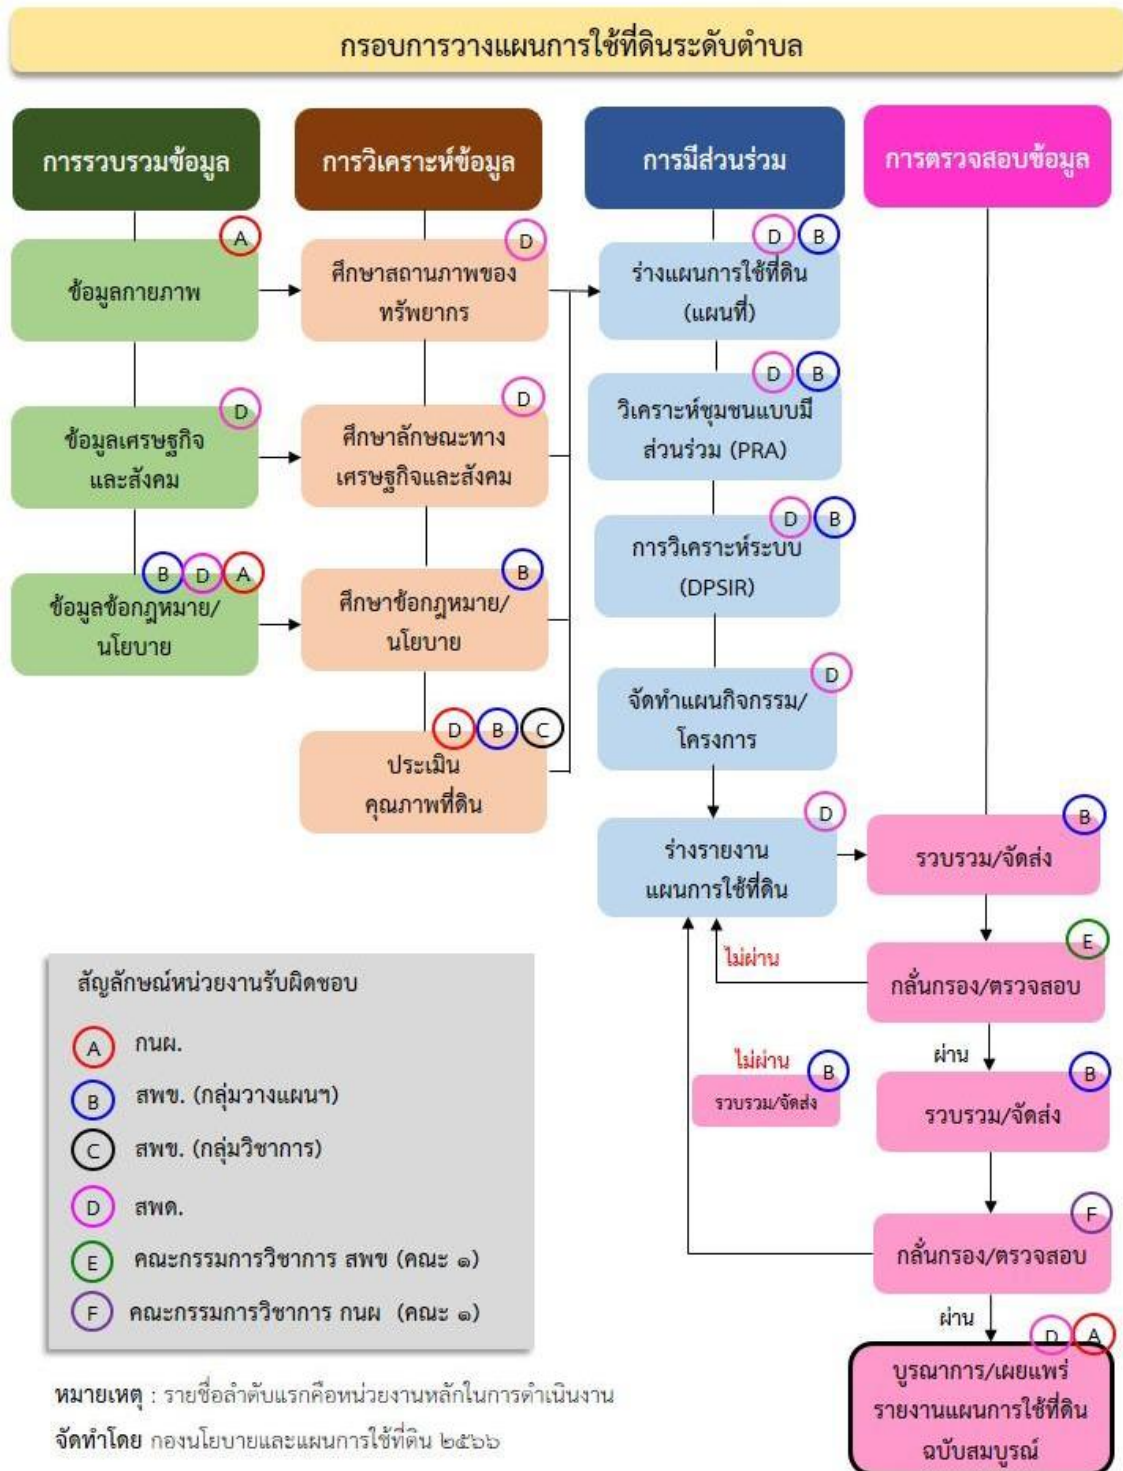 กรอบการวางแผนการใช้ที่ดินระดับตำบล
การรวบรวมข้อมูล
A
ข้อมูลกายภาพ
D
ข้อมูลเศรษฐกิจ
และสังคม
B D A
ข้อมูลข้อกฎหมาย/
นโยบาย
การวิเคราะห์ข้อมูล
D
ศึกษาสถานภาพของ
ทรัพยากร
D
ศึกษาลักษณะทาง
เศรษฐกิจและสังคม
B
ศึกษาข้อกฎหมาย/
นโยบาย
D B C
ประเมิน
คุณภาพที่ดิน
การมีส่วนร่วม
D B
ร่างแผนการใช้ที่ดิน
(แผนที่)
D B
วิเคราะห์ชุมชนแบบมี
ส่วนร่วม (PRA)
D B
การวิเคราะห์ระบบ
(DPSIR)
D
จัดทำแผนกิจกรรม/
โครงการ
D
ร่างรายงาน
แผนการใช้ที่ดิน
การตรวจสอบข้อมูล
B
รวบรวม/จัดส่ง
E
กลั่นกรอง/ตรวจสอบ
ไม่ผ่าน
ผ่าน
B
รวบรวม/จัดส่ง
ไม่ผ่าน
B
รวบรวม/จัดส่ง
F
กลั่นกรอง/ตรวจสอบ
ผ่าน
D A
บูรณาการ/เผยแพร่
รายงานแผนการใช้ที่ดิน
ฉบับสมบูรณ์
สัญลักษณ์หน่วยงานรับผิดชอบ
A กนผ.
B สพข. (กลุ่มวางแผนฯ)
C สพข. (กลุ่มวิชาการ)
D สพด.
E คณะกรรมการวิชาการ สพข (คณะ ๑)
F คณะกรรมการวิชาการ กนผ (คณะ ๑)
หมายเหตุ : รายชื่อลำดับแรกคือหน่วยงานหลักในการดำเนินงาน
จัดทำโดย กองนโยบายและแผนการใช้ที่ดิน ๒๕๖๖